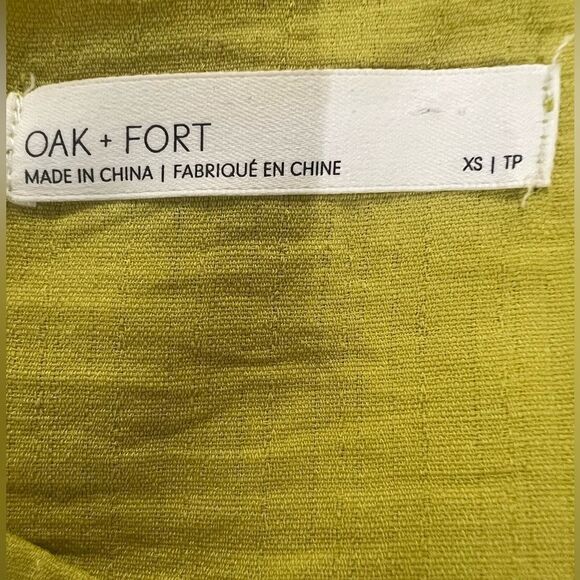 OAK + FORT
MADE IN CHINA | FABRIQUÉ EN CHINE
XS | TP